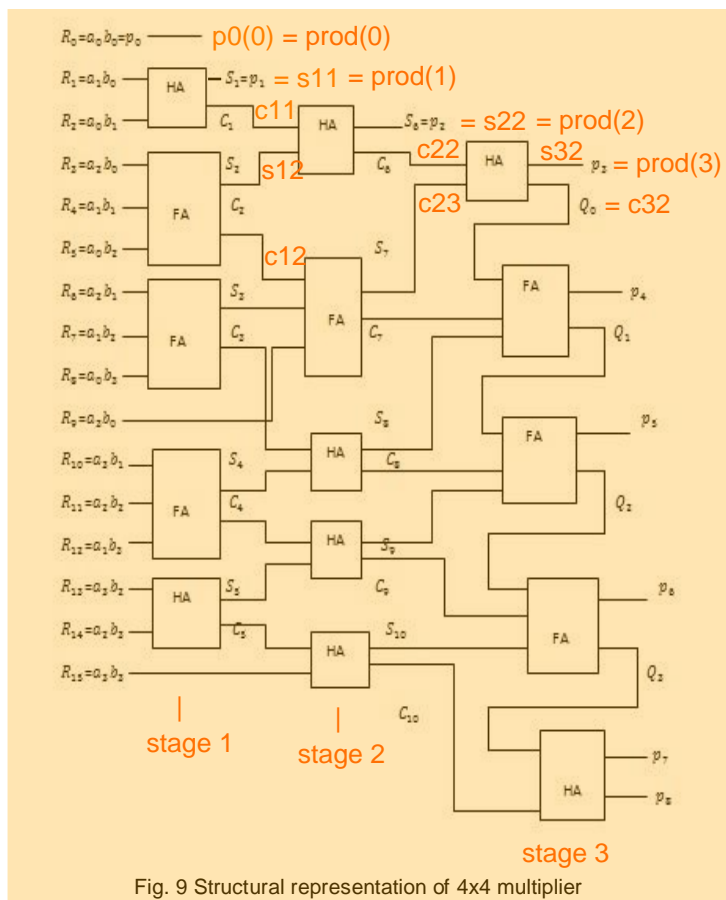 R₀=a₀b₀=p₀ p0(0) = prod(0)
R₁=a₁b₀ HA S₁=p₁ = s11 = prod(1)
R₂=a₀b₁ C₁ c11 HA S₆=p₂ = s22 = prod(2)
R₃=a₂b₀ S₂ s12 C₆ c22 HA s32 p₃ = prod(3)
R₄=a₁b₁ FA C₂ c23 Q₀ = c32
R₅=a₀b₂ c12 S₇
R₆=a₂b₁ S₃ FA p₄
R₇=a₁b₂ FA C₃ FA C₇ Q₁
R₈=a₀b₃
R₉=a₂b₀ S₈
R₁₀=a₂b₁ S₄ HA C₈ FA p₅
R₁₁=a₂b₂ FA C₄ Q₂
R₁₂=a₁b₃ HA S₉
R₁₃=a₃b₂ HA S₅ C₉ p₆
R₁₄=a₂b₃ C₅ HA S₁₀ FA
R₁₅=a₃b₃ Q₃
stage 1 stage 2 C₁₀
p₇
HA p₈
stage 3
Fig. 9 Structural representation of 4x4 multiplier